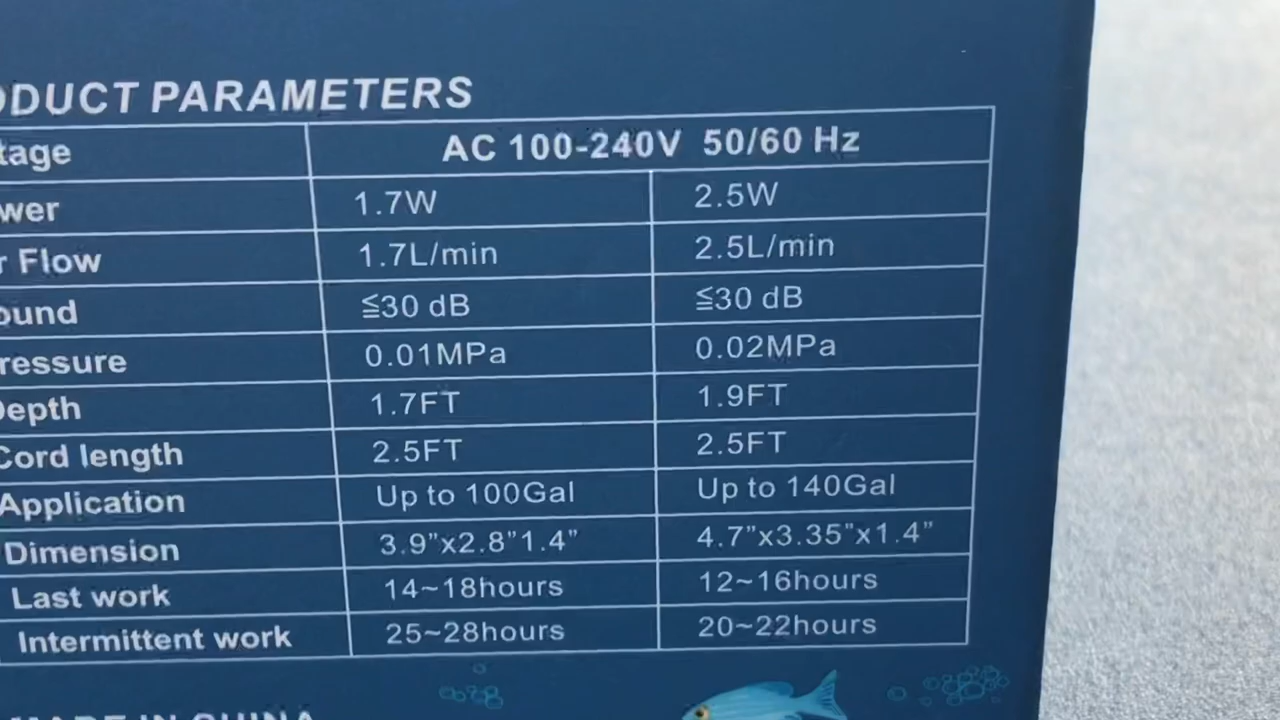 ODUCT PARAMETERS
tage AC 100-240V 50/60 Hz
wer 1.7W 2.5W
r Flow 1.7L/min 2.5L/min
ound ≦30 dB ≦30 dB
ressure 0.01MPa 0.02MPa
Depth 1.7FT 1.9FT
Cord length 2.5FT 2.5FT
Application Up to 100Gal Up to 140Gal
Dimension 3.9”x2.8”1.4” 4.7”x3.35”x1.4”
Last work 14~18hours 12~16hours
Intermittent work 25~28hours 20~22hours
MADE IN CHINA